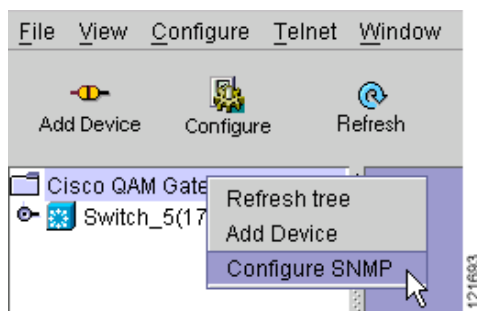 File View Configure Telnet Window
Add Device Configure Refresh
Cisco QAM Gate
Switch_5(17
Refresh tree
Add Device
Configure SNMP
121693